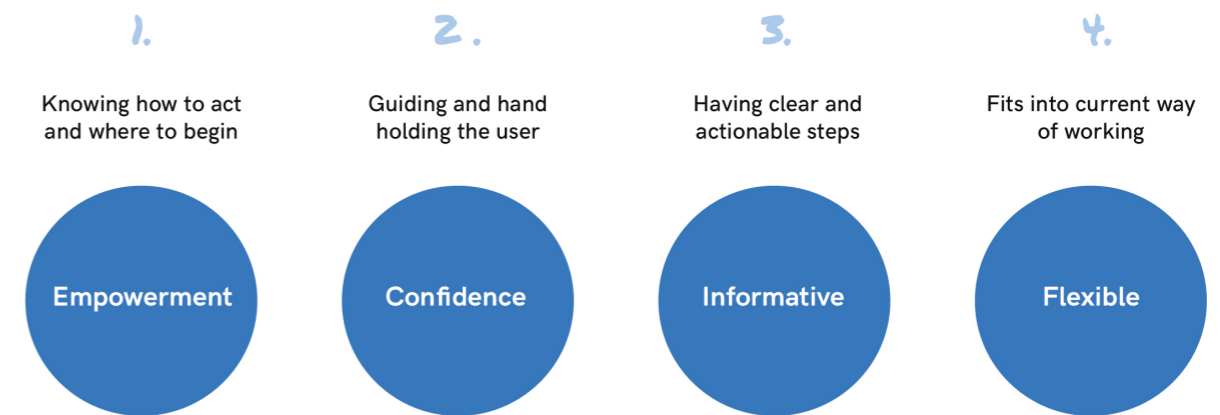 1.
Knowing how to act
and where to begin
Empowerment
2.
Guiding and hand
holding the user
Confidence
3.
Having clear and
actionable steps
Informative
4.
Fits into current way
of working
Flexible